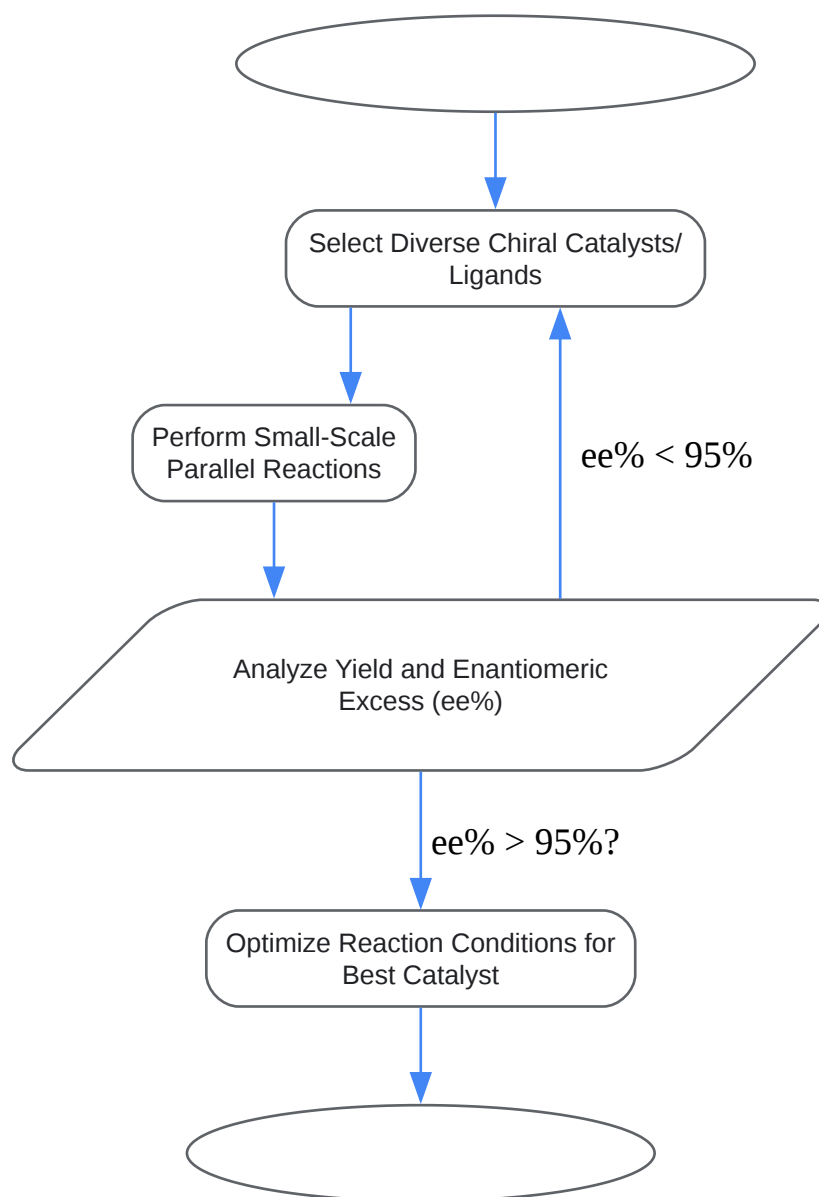 Select Diverse Chiral Catalysts/
Ligands
Perform Small-Scale
Parallel Reactions
ee% < 95%
Analyze Yield and Enantiomeric
Excess (ee%)
ee% > 95%?
Optimize Reaction Conditions for
Best Catalyst